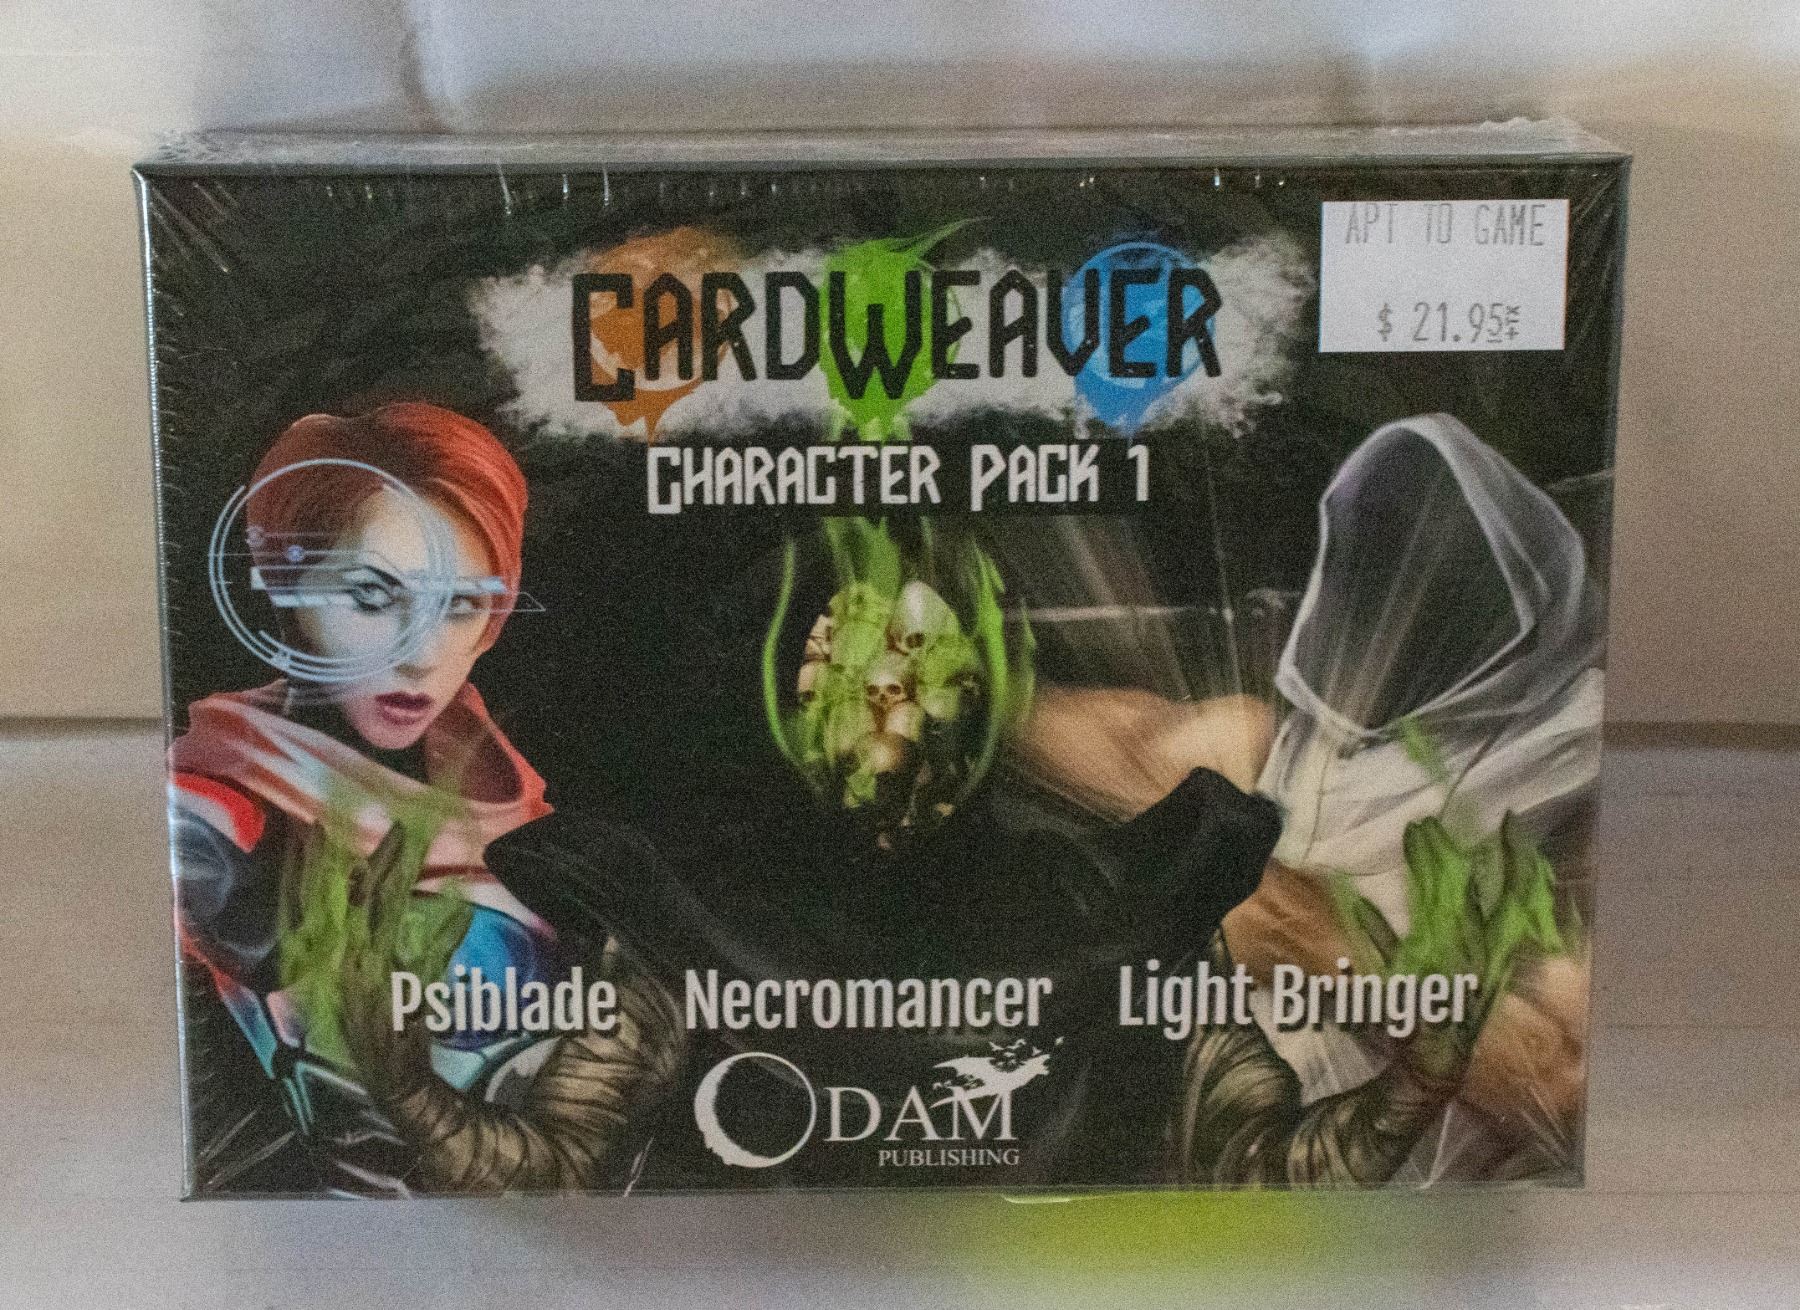 APT TO GAME
$ 21.95
CARDWEAVER
CHARACTER PACK 1
Psiblade Necromancer Light Bringer
ODAM
PUBLISHING